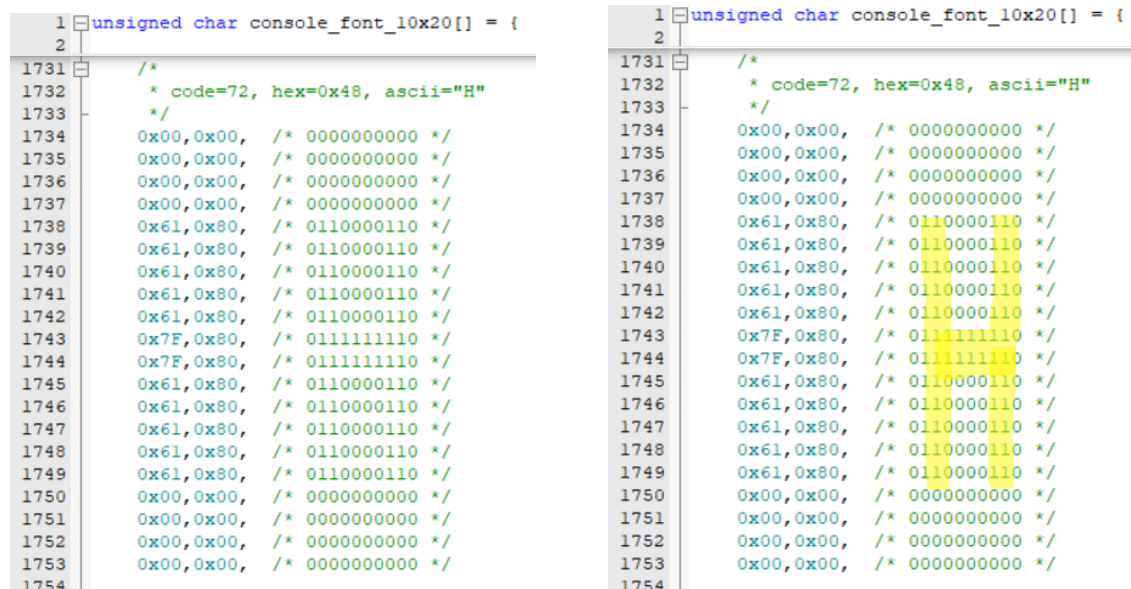 1 unsigned char console_font_10x20[] = {
2
1731 /*
1732 * code=72, hex=0x48, ascii="H"
1733 */
1734 0x00,0x00, /* 0000000000 */
1735 0x00,0x00, /* 0000000000 */
1736 0x00,0x00, /* 0000000000 */
1737 0x00,0x00, /* 0000000000 */
1738 0x61,0x80, /* 0110000110 */
1739 0x61,0x80, /* 0110000110 */
1740 0x61,0x80, /* 0110000110 */
1741 0x61,0x80, /* 0110000110 */
1742 0x61,0x80, /* 0110000110 */
1743 0x7F,0x80, /* 0111111110 */
1744 0x7F,0x80, /* 0111111110 */
1745 0x61,0x80, /* 0110000110 */
1746 0x61,0x80, /* 0110000110 */
1747 0x61,0x80, /* 0110000110 */
1748 0x61,0x80, /* 0110000110 */
1749 0x61,0x80, /* 0110000110 */
1750 0x00,0x00, /* 0000000000 */
1751 0x00,0x00, /* 0000000000 */
1752 0x00,0x00, /* 0000000000 */
1753 0x00,0x00, /* 0000000000 */
1754
1 unsigned char console_font_10x20[] = {
2
1731 /*
1732 * code=72, hex=0x48, ascii="H"
1733 */
1734 0x00,0x00, /* 0000000000 */
1735 0x00,0x00, /* 0000000000 */
1736 0x00,0x00, /* 0000000000 */
1737 0x00,0x00, /* 0000000000 */
1738 0x61,0x80, /* 0110000110 */
1739 0x61,0x80, /* 0110000110 */
1740 0x61,0x80, /* 0110000110 */
1741 0x61,0x80, /* 0110000110 */
1742 0x61,0x80, /* 0110000110 */
1743 0x7F,0x80, /* 0111111110 */
1744 0x7F,0x80, /* 0111111110 */
1745 0x61,0x80, /* 0110000110 */
1746 0x61,0x80, /* 0110000110 */
1747 0x61,0x80, /* 0110000110 */
1748 0x61,0x80, /* 0110000110 */
1749 0x61,0x80, /* 0110000110 */
1750 0x00,0x00, /* 0000000000 */
1751 0x00,0x00, /* 0000000000 */
1752 0x00,0x00, /* 0000000000 */
1753 0x00,0x00, /* 0000000000 */
1754